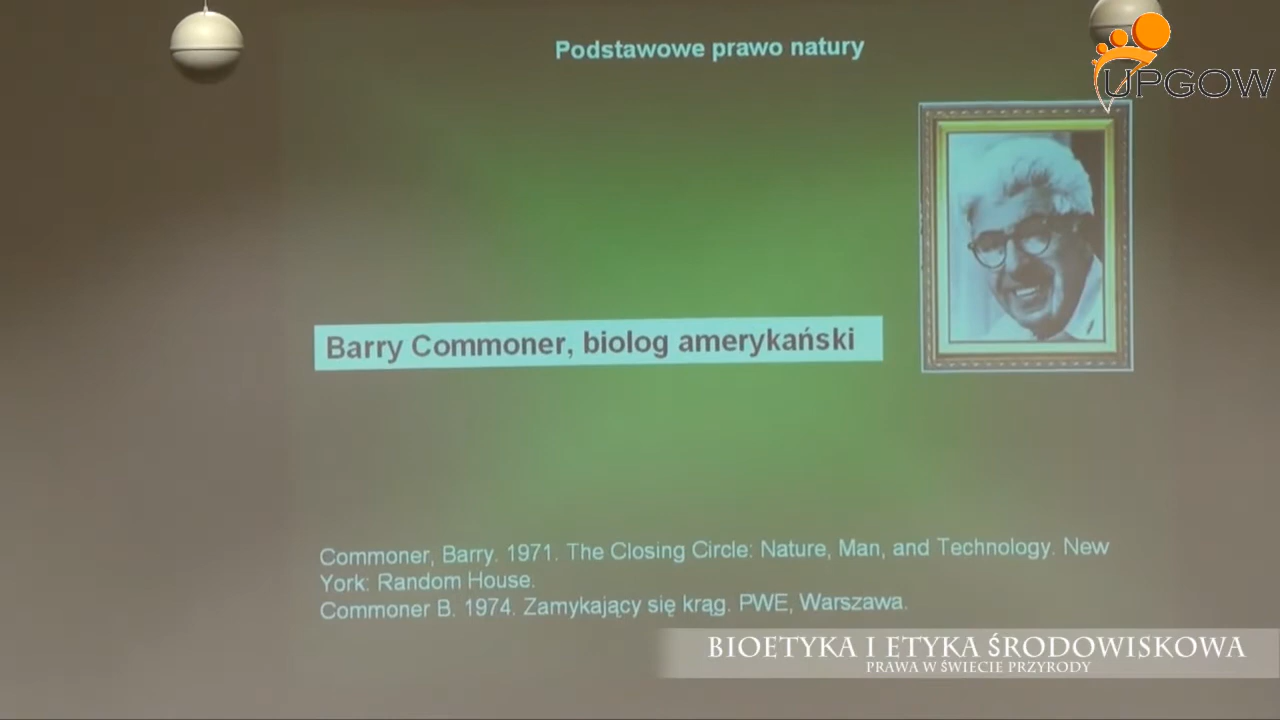 Podstawowe prawo natury
UPGOW
Barry Commoner, biolog amerykański
Commoner, Barry. 1971. The Closing Circle: Nature, Man, and Technology. New
York: Random House.
Commoner B. 1974. Zamykający się krąg. PWE, Warszawa.
BIOETYKA I ETYKA ŚRODOWISKOWA
PRAWA W ŚWIECIE PRZYRODY